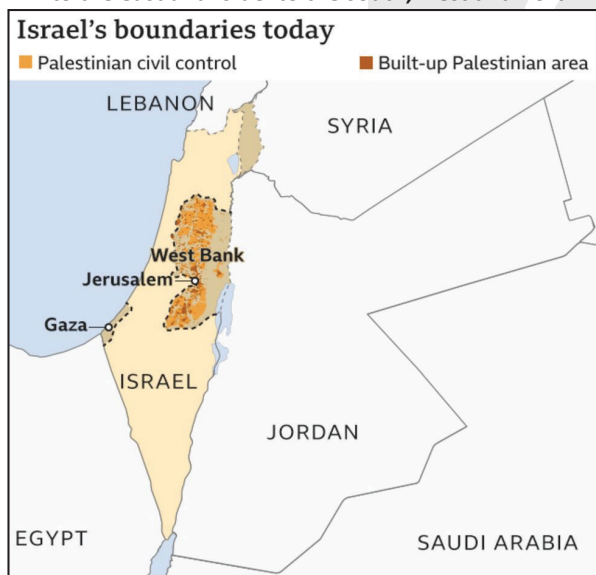 Israel's boundaries today
Palestinian civil control
Built-up Palestinian area
LEBANON
SYRIA
West Bank
Jerusalem
Gaza
ISRAEL
JORDAN
EGYPT
SAUDI ARABIA